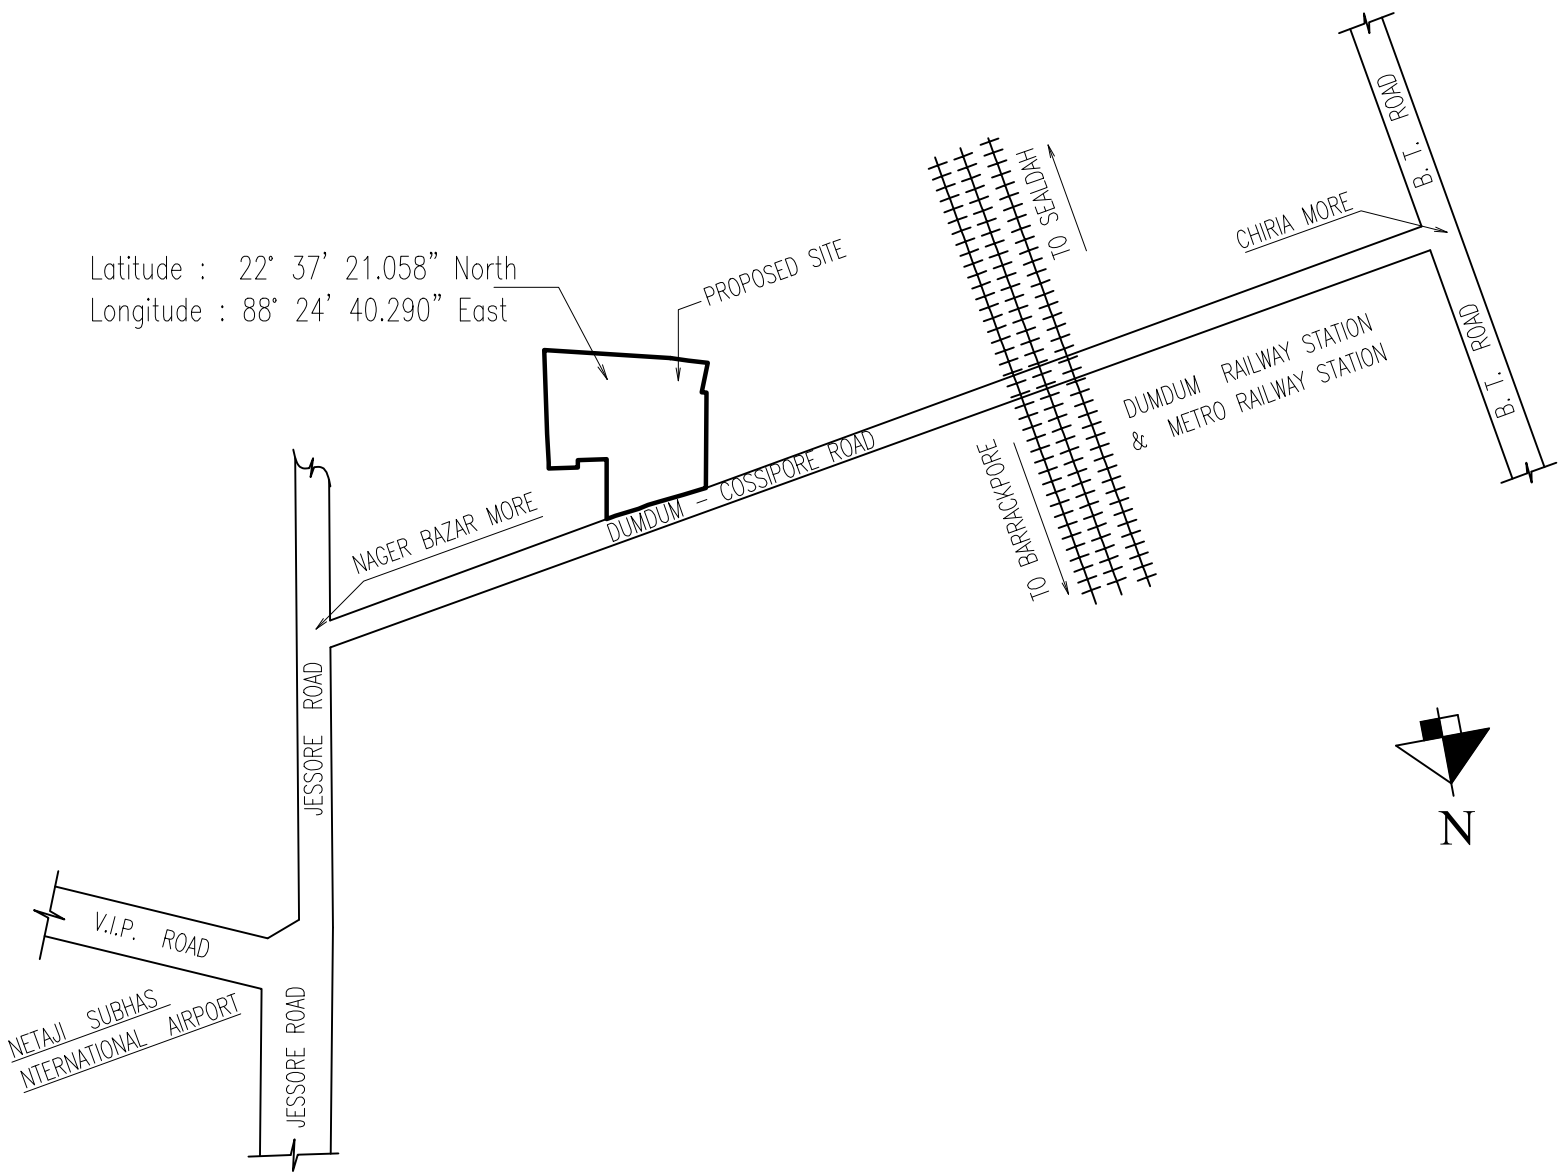 B. T. ROAD
TO SEALDAH
CHIRIA MORE
Latitude : 22° 37' 21.058" North
Longitude : 88° 24' 40.290" East
PROPOSED SITE
B. T. ROAD
DUMDUM RAILWAY STATION
& METRO RAILWAY STATION
DUMDUM - COSSIPORE ROAD
TO BARRACKPORE
NAGER BAZAR MORE
JESSORE ROAD
N
V.I.P. ROAD
NETAJI SUBHAS
NTERNATIONAL AIRPORT
JESSORE ROAD